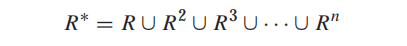 R* = R ∪ R² ∪ R³ ∪ ··· ∪ Rⁿ